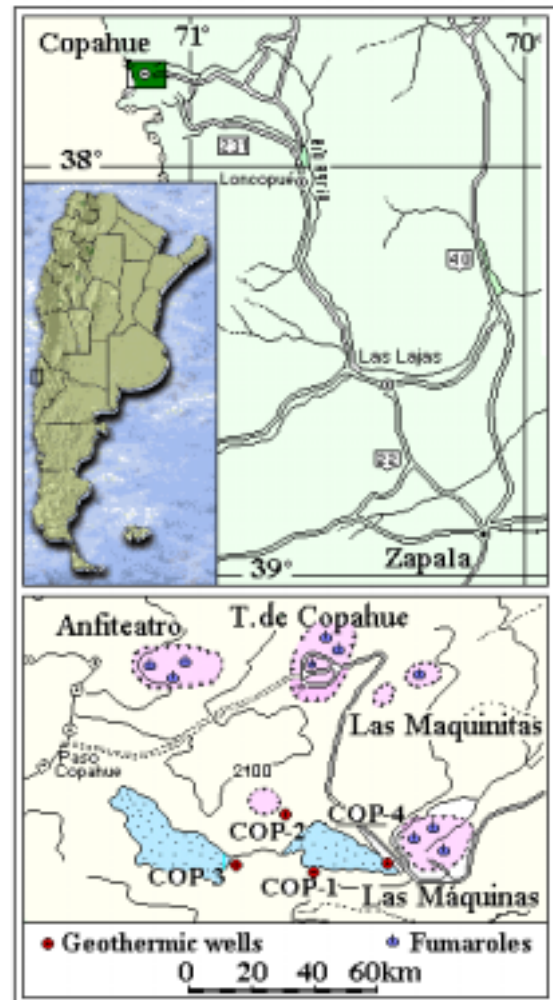 Copahue
71°
70°
231
38°
Loncopué
40
Las Lajas
22
Zapala
39°
T. de Copahue
Anfiteatro
Las Maquinitas
Paso
Copahue
2100
COP-4
COP-2
COP-3
COP-1
Las Máquinas
Geothermic wells
Fumaroles
0 20 40 60km